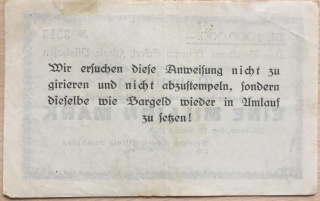 Wir ersuchen diese Anweisung nicht zu
girieren und nicht abzustempeln, sondern
dieselbe wie Bargeld wieder in Umlauf
zu setzen!